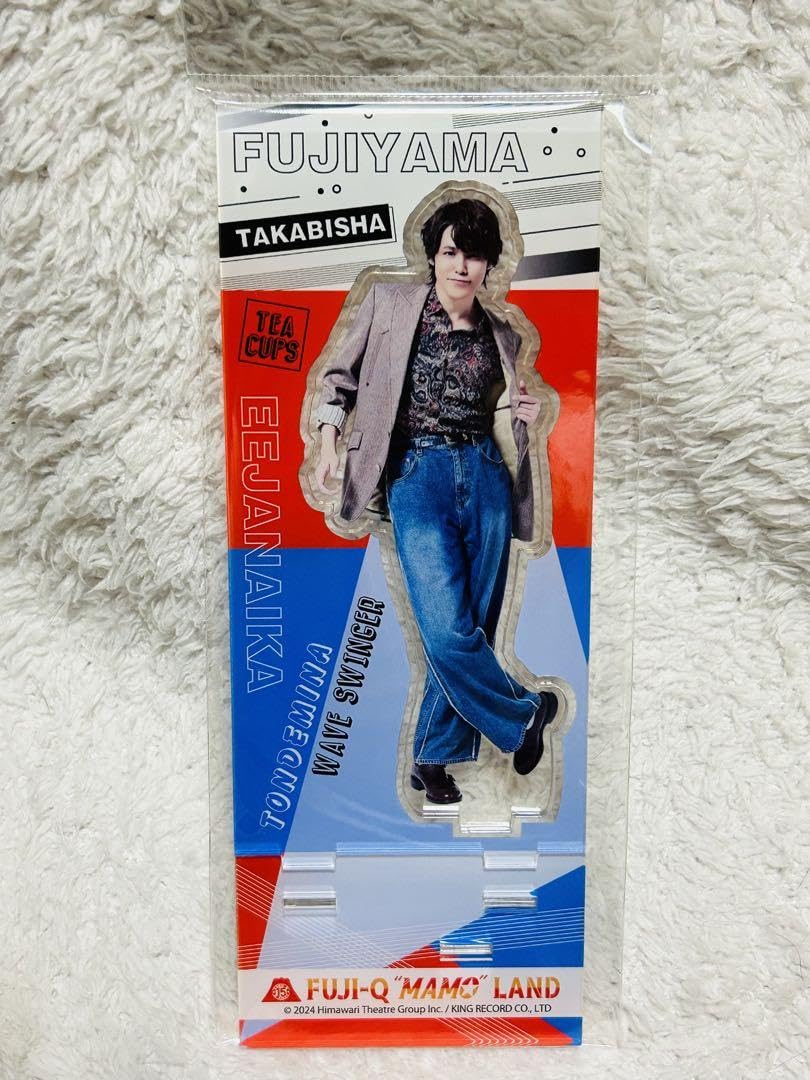 FUJIYAMA
TAKABISHA
TEA
CUPS
EEJANAIKA
TONDEMINA
WAVE SWINGER
15
FUJI-Q "MAMO" LAND
© 2024 Himawari Theatre Group Inc. / KING RECORD CO., LTD